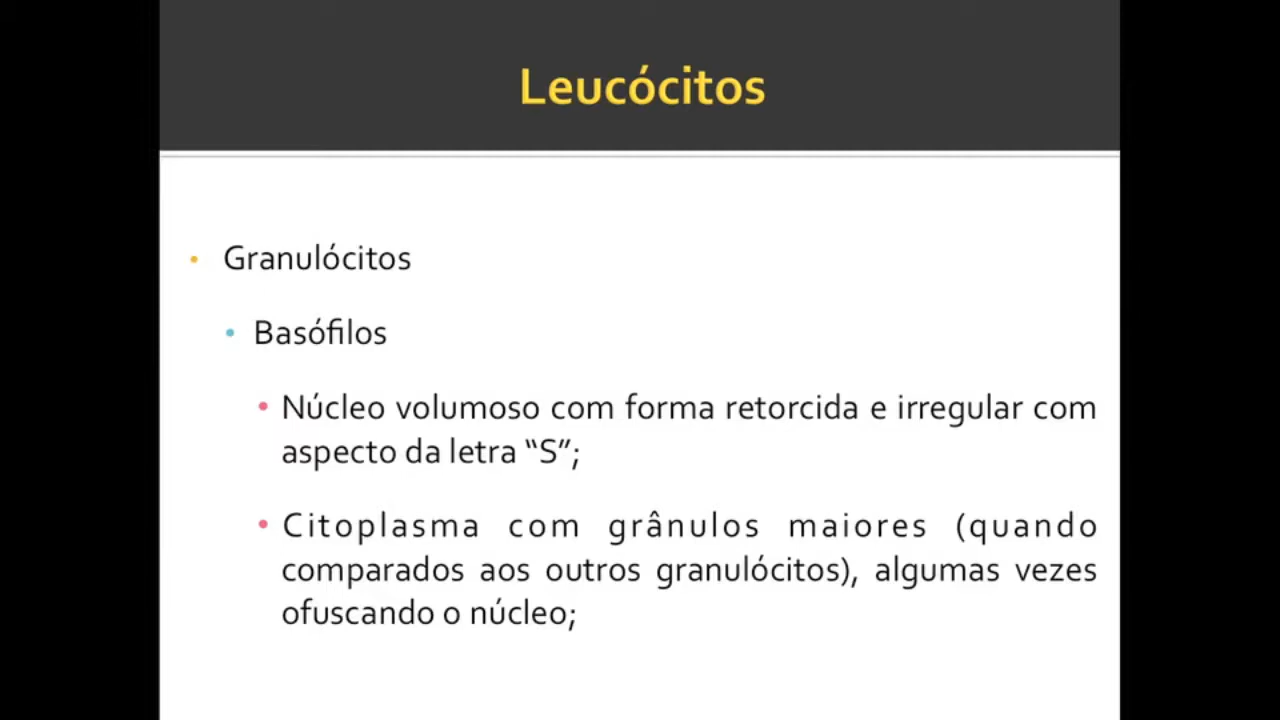 Leucócitos
• Granulócitos
• Basófilos
• Núcleo volumoso com forma retorcida e irregular com
aspecto da letra “S”;
• Citoplasma com grânulos maiores (quando
comparados aos outros granulócitos), algumas vezes
ofuscando o núcleo;